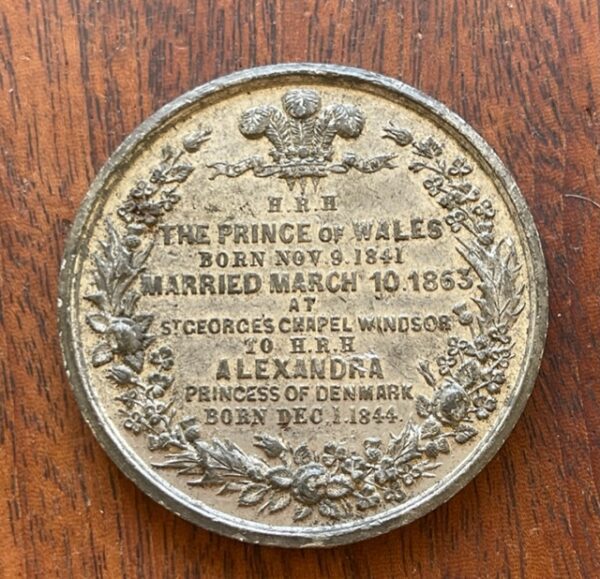 H.R.H
THE PRINCE OF WALES
BORN NOV. 9. 1841
MARRIED MARCH 10. 1863
AT
ST GEORGE'S CHAPEL WINDSOR
TO H.R.H
ALEXANDRA
PRINCESS OF DENMARK
BORN DEC. 1. 1844.